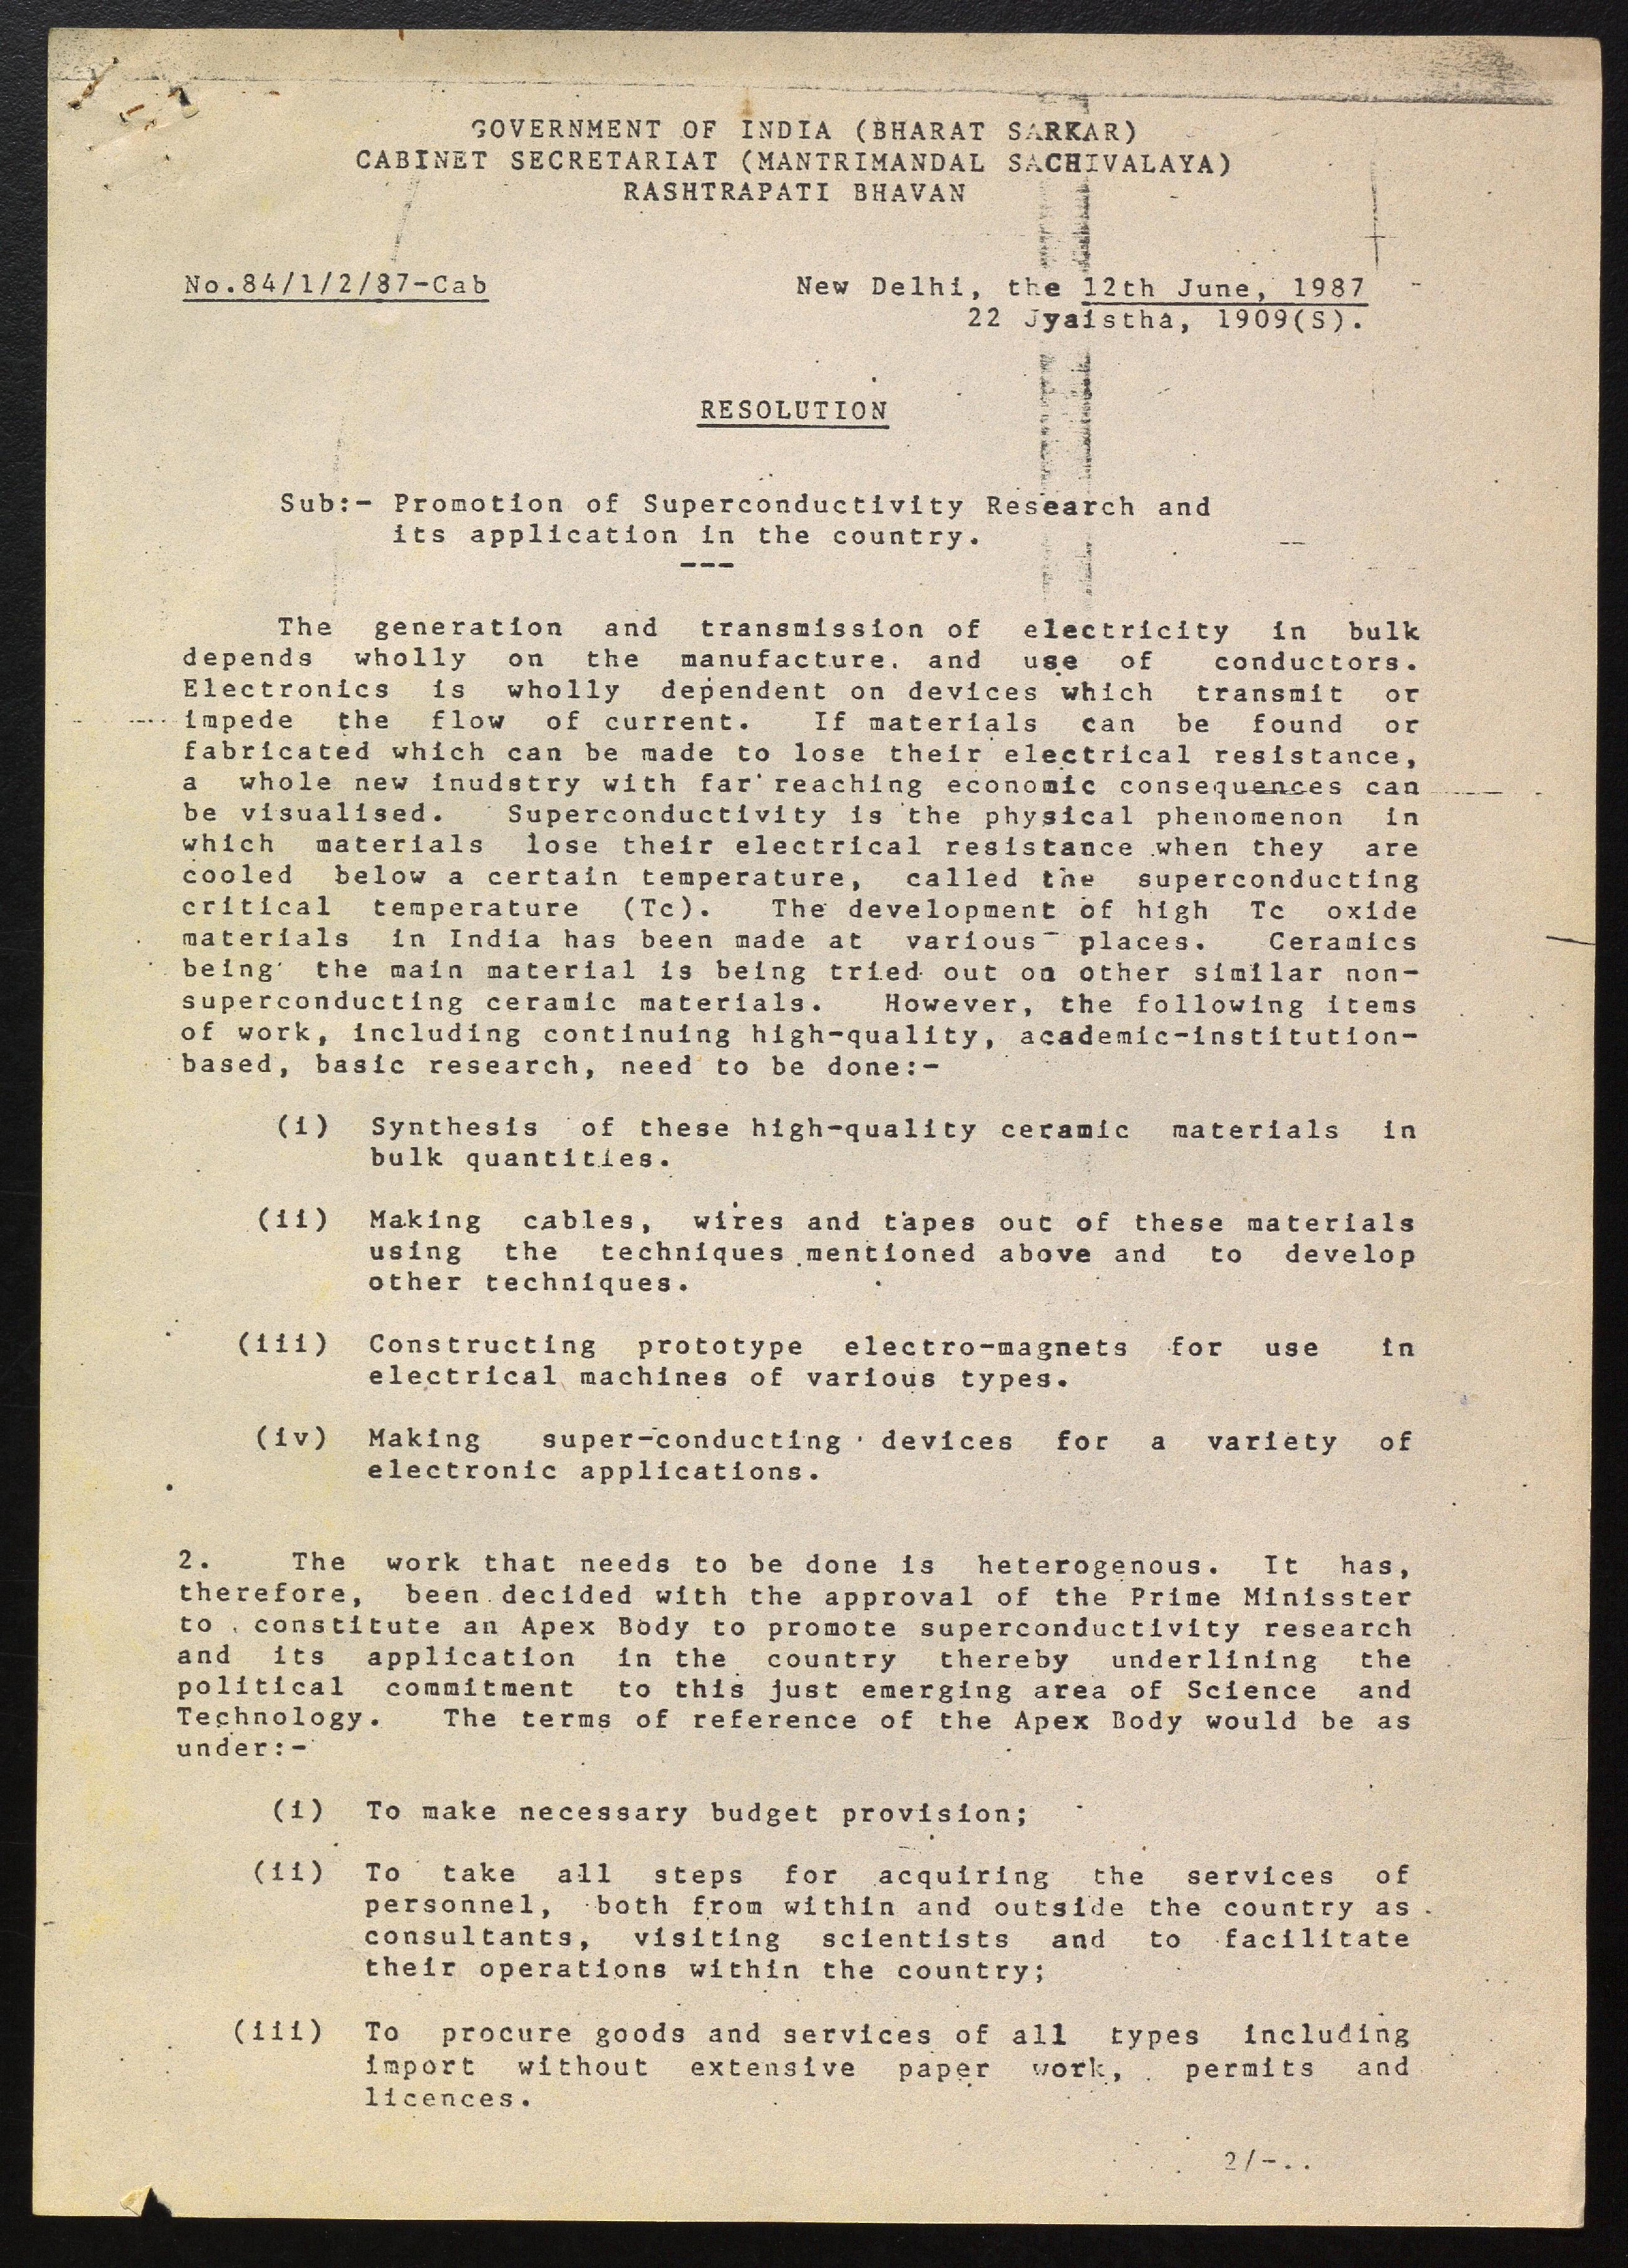 GOVERNMENT OF INDIA (BHARAT SARKAR)
CABINET SECRETARIAT (MANTRIMANDAL SACHIVALAYA)
RASHTRAPATI BHAVAN
No.84/1/2/87-Cab
New Delhi, the 12th June, 1987
22 Jyaistha, 1909(S).
RESOLUTION
Sub:- Promotion of Superconductivity Research and
its application in the country.
---
The generation and transmission of electricity in bulk
depends wholly on the manufacture. and use of conductors.
Electronics is wholly dependent on devices which transmit or
impede the flow of current. If materials can be found or
fabricated which can be made to lose their electrical resistance,
a whole new inudstry with far reaching economic consequences can
be visualised. Superconductivity is the physical phenomenon in
which materials lose their electrical resistance when they are
cooled below a certain temperature, called the superconducting
critical temperature (Tc). The development of high Tc oxide
materials in India has been made at various places. Ceramics
being the main material is being tried out on other similar non-
superconducting ceramic materials. However, the following items
of work, including continuing high-quality, academic-institution-
based, basic research, need to be done:-
(i) Synthesis of these high-quality ceramic materials in
bulk quantities.
(ii) Making cables, wires and tapes out of these materials
using the techniques mentioned above and to develop
other techniques.
(iii) Constructing prototype electro-magnets for use in
electrical machines of various types.
(iv) Making super-conducting devices for a variety of
electronic applications.
2. The work that needs to be done is heterogenous. It has,
therefore, been decided with the approval of the Prime Minisster
to constitute an Apex Body to promote superconductivity research
and its application in the country thereby underlining the
political commitment to this just emerging area of Science and
Technology. The terms of reference of the Apex Body would be as
under:-
(i) To make necessary budget provision;
(ii) To take all steps for acquiring the services of
personnel, both from within and outside the country as
consultants, visiting scientists and to facilitate
their operations within the country;
(iii) To procure goods and services of all types including
import without extensive paper work, permits and
licences.
2/-..